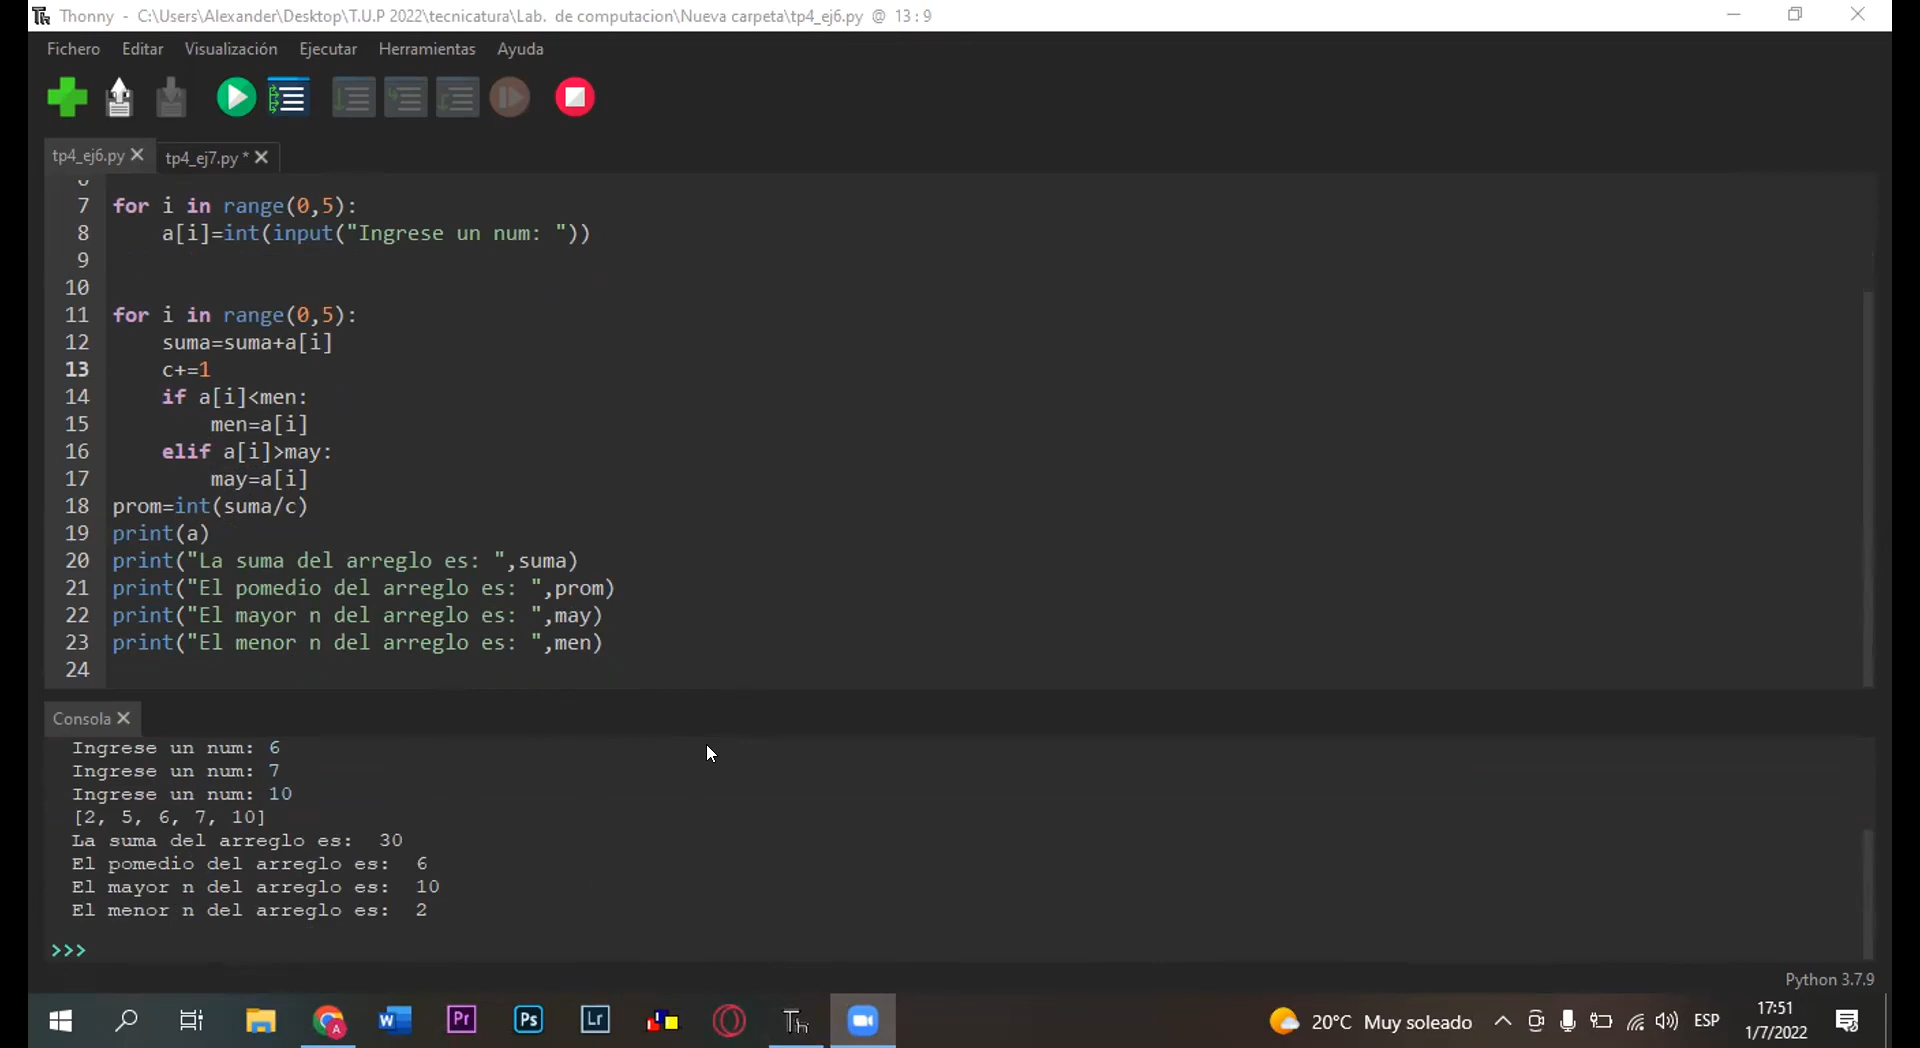 Thonny - C:\Users\Alexander\Desktop\T.U.P 2022\tecnicatura\Lab. de computacion\Nueva carpeta\tp4_ej6.py @ 13:9
Fichero Editar Visualización Ejecutar Herramientas Ayuda
tp4_ej6.py tp4_ej7.py *
7 for i in range(0,5):
8     a[i]=int(input("Ingrese un num: "))
9
10
11 for i in range(0,5):
12     suma=suma+a[i]
13     c+=1
14     if a[i]<men:
15         men=a[i]
16     elif a[i]>may:
17         may=a[i]
18 prom=int(suma/c)
19 print(a)
20 print("La suma del arreglo es: ",suma)
21 print("El pomedio del arreglo es: ",prom)
22 print("El mayor n del arreglo es: ",may)
23 print("El menor n del arreglo es: ",men)
24
Consola
Ingrese un num: 6
Ingrese un num: 7
Ingrese un num: 10
[2, 5, 6, 7, 10]
La suma del arreglo es:  30
El pomedio del arreglo es:  6
El mayor n del arreglo es:  10
El menor n del arreglo es:  2
>>>
Python 3.7.9
W Pr Ps Lr Th 20°C Muy soleado ESP 17:51
1/7/2022